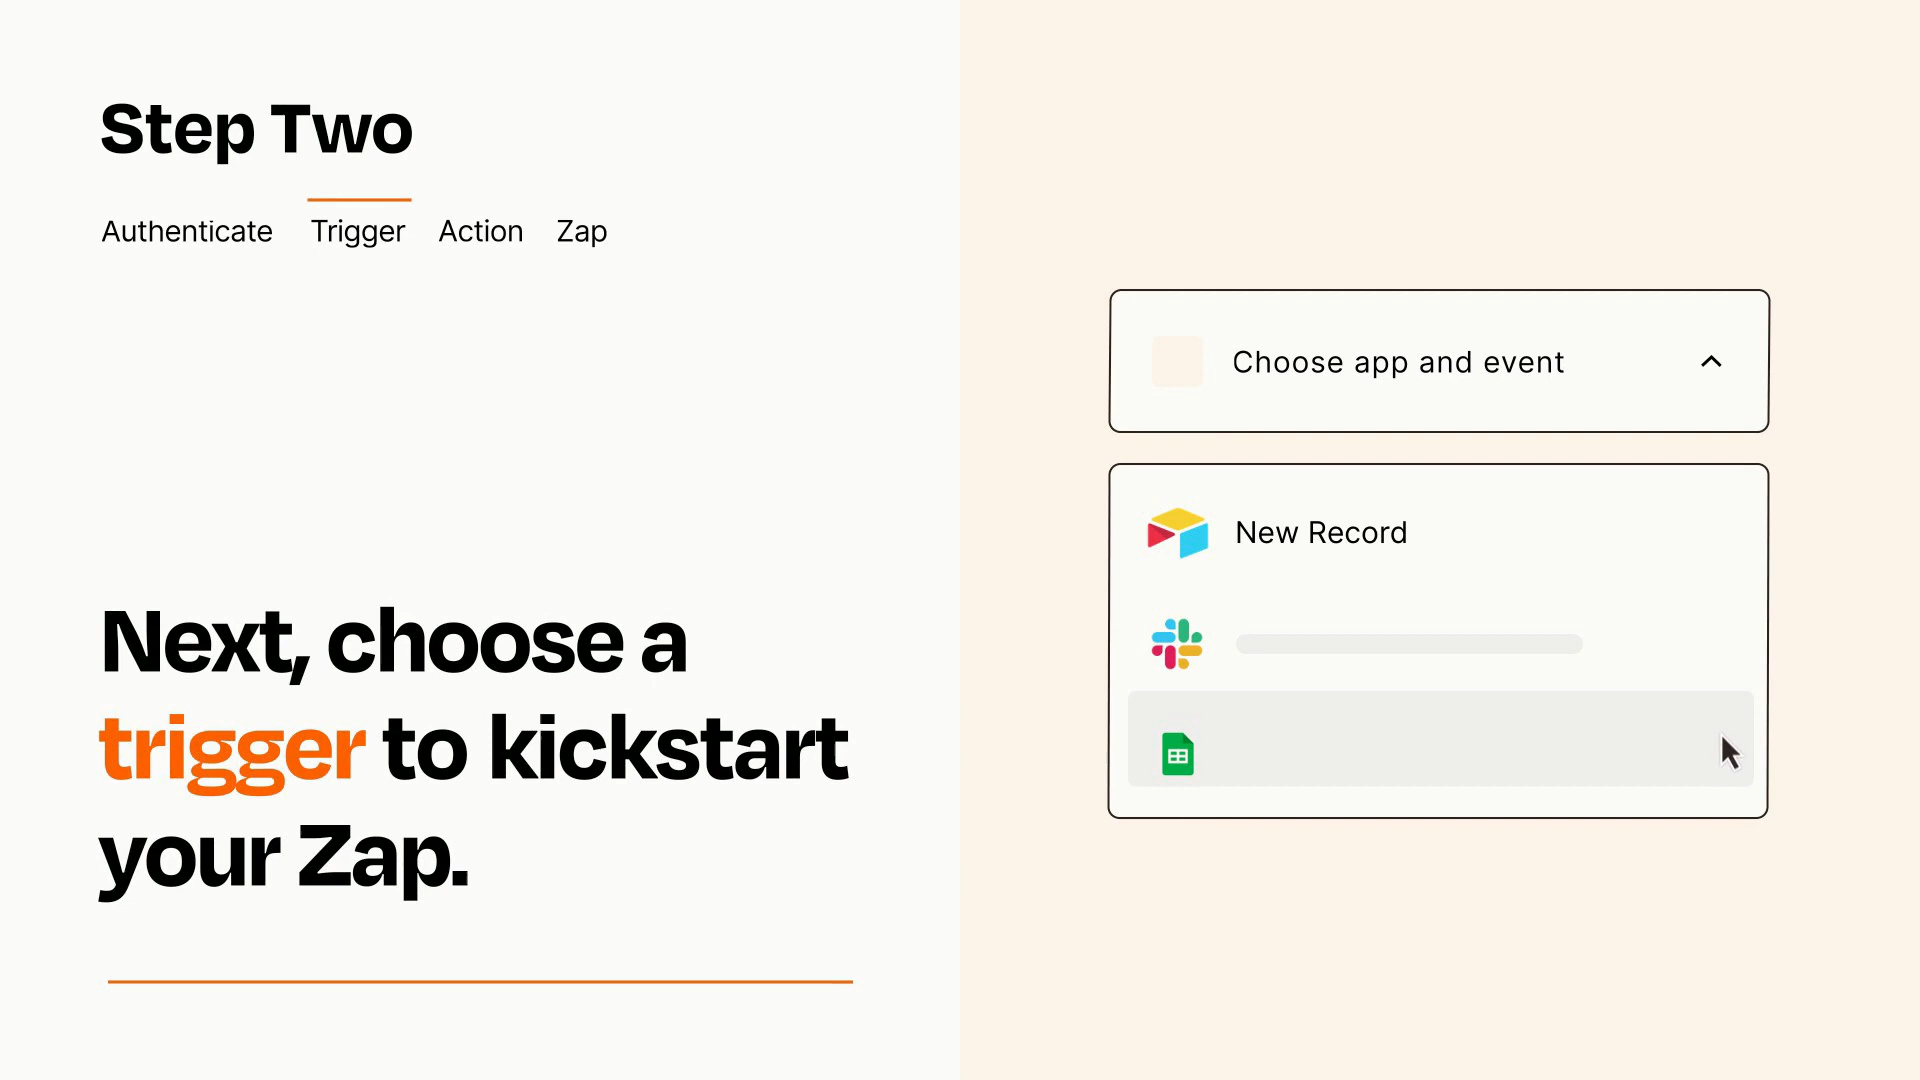 Step Two
Authenticate Trigger Action Zap
Next, choose a
trigger to kickstart
your Zap.
Choose app and event
New Record